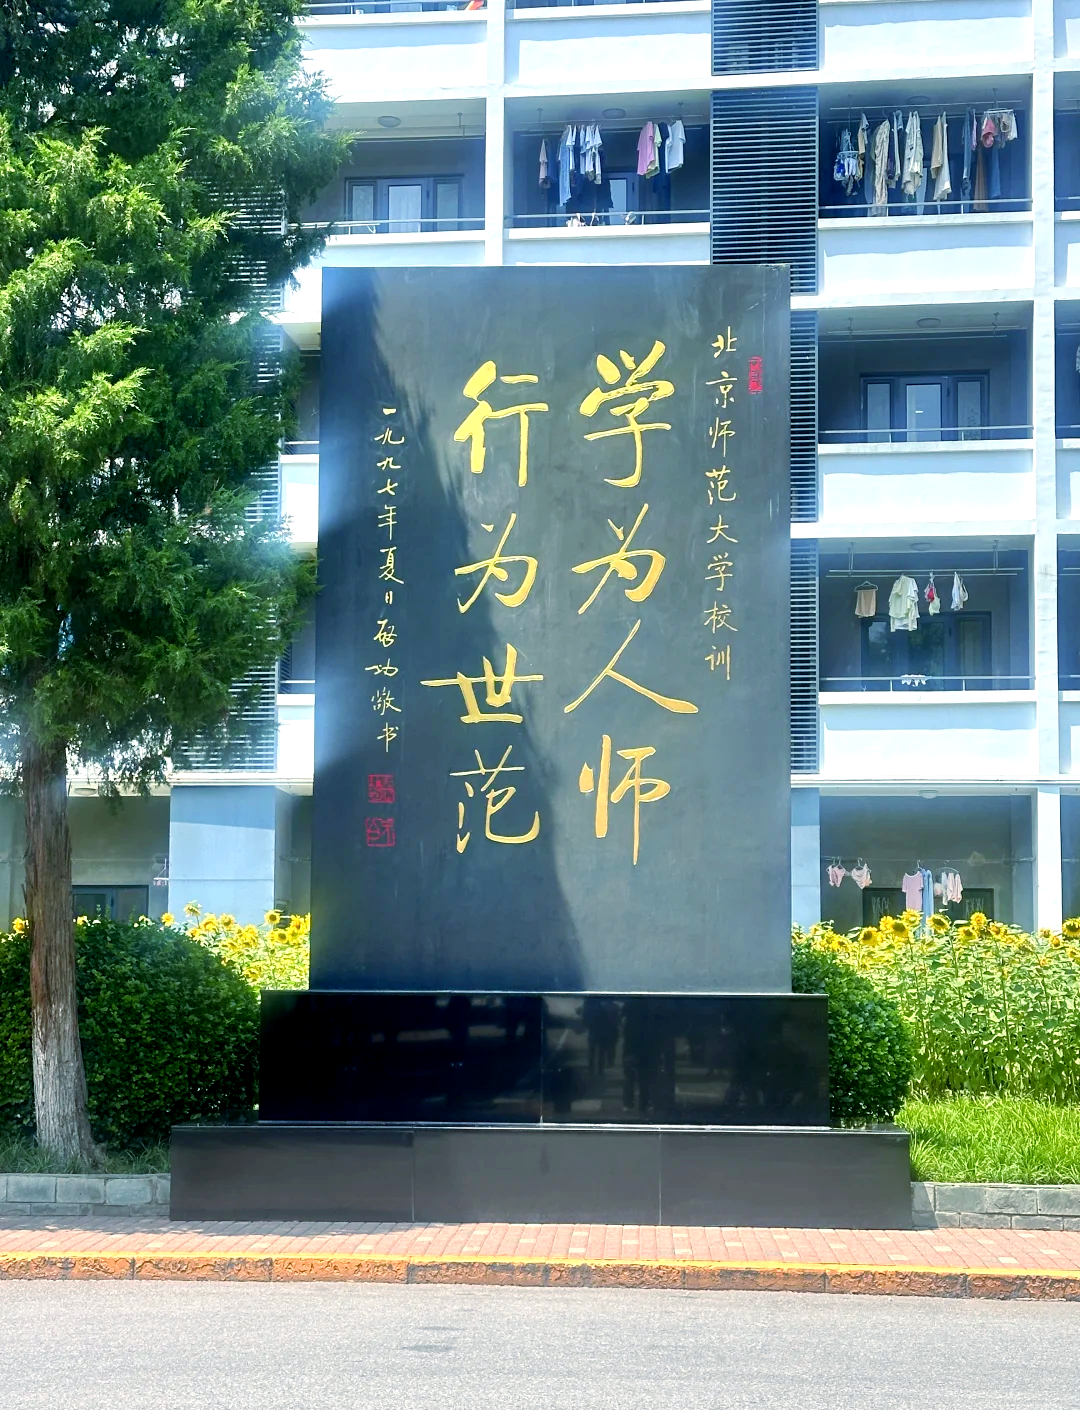 北京师范大学校训
学为人师
行为世范
一九九七年夏日启功敬书